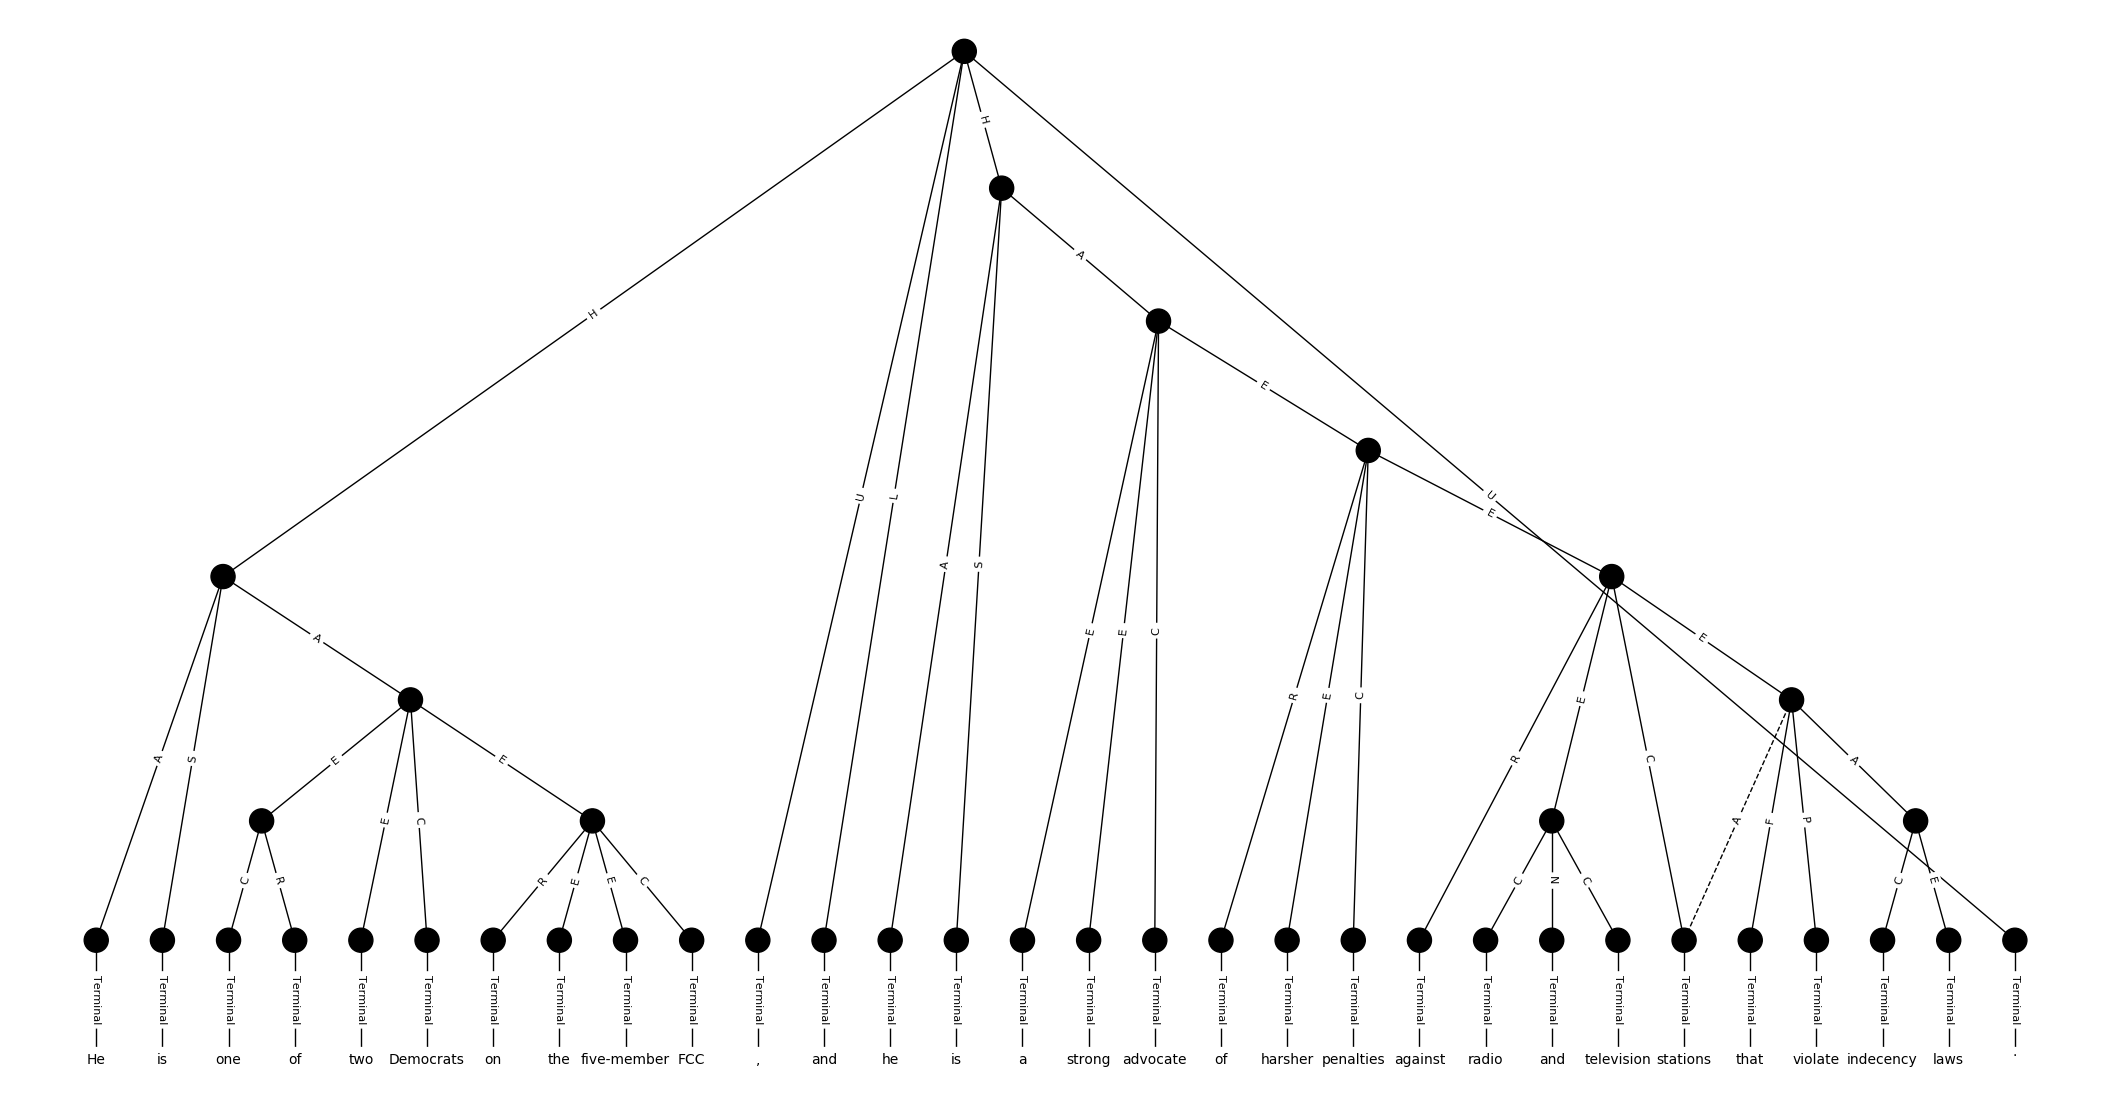 H
H
A
E
H
U
L
U
E
A
S
E
E
C
A
R
E
C
E
E
A
S
E
E
R
C
A
E
C
A
F
P
C
R
R
E
E
C
C
N
C
C
E
Terminal Terminal Terminal Terminal Terminal Terminal Terminal Terminal Terminal Terminal Terminal Terminal Terminal Terminal Terminal Terminal Terminal Terminal Terminal Terminal Terminal Terminal Terminal Terminal Terminal Terminal Terminal Terminal Terminal Terminal
He is one of two Democrats on the five-member FCC , and he is a strong advocate of harsher penalties against radio and television stations that violate indecency laws .